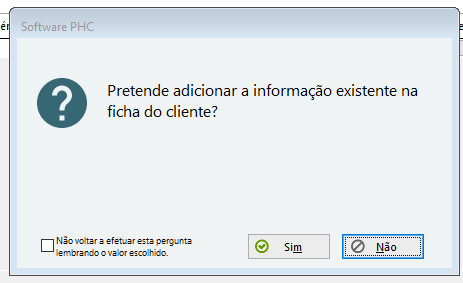 Software PHC
Pretende adicionar a informação existente na
ficha do cliente?
Não voltar a efetuar esta pergunta
lembrando o valor escolhido.
Sim
Não